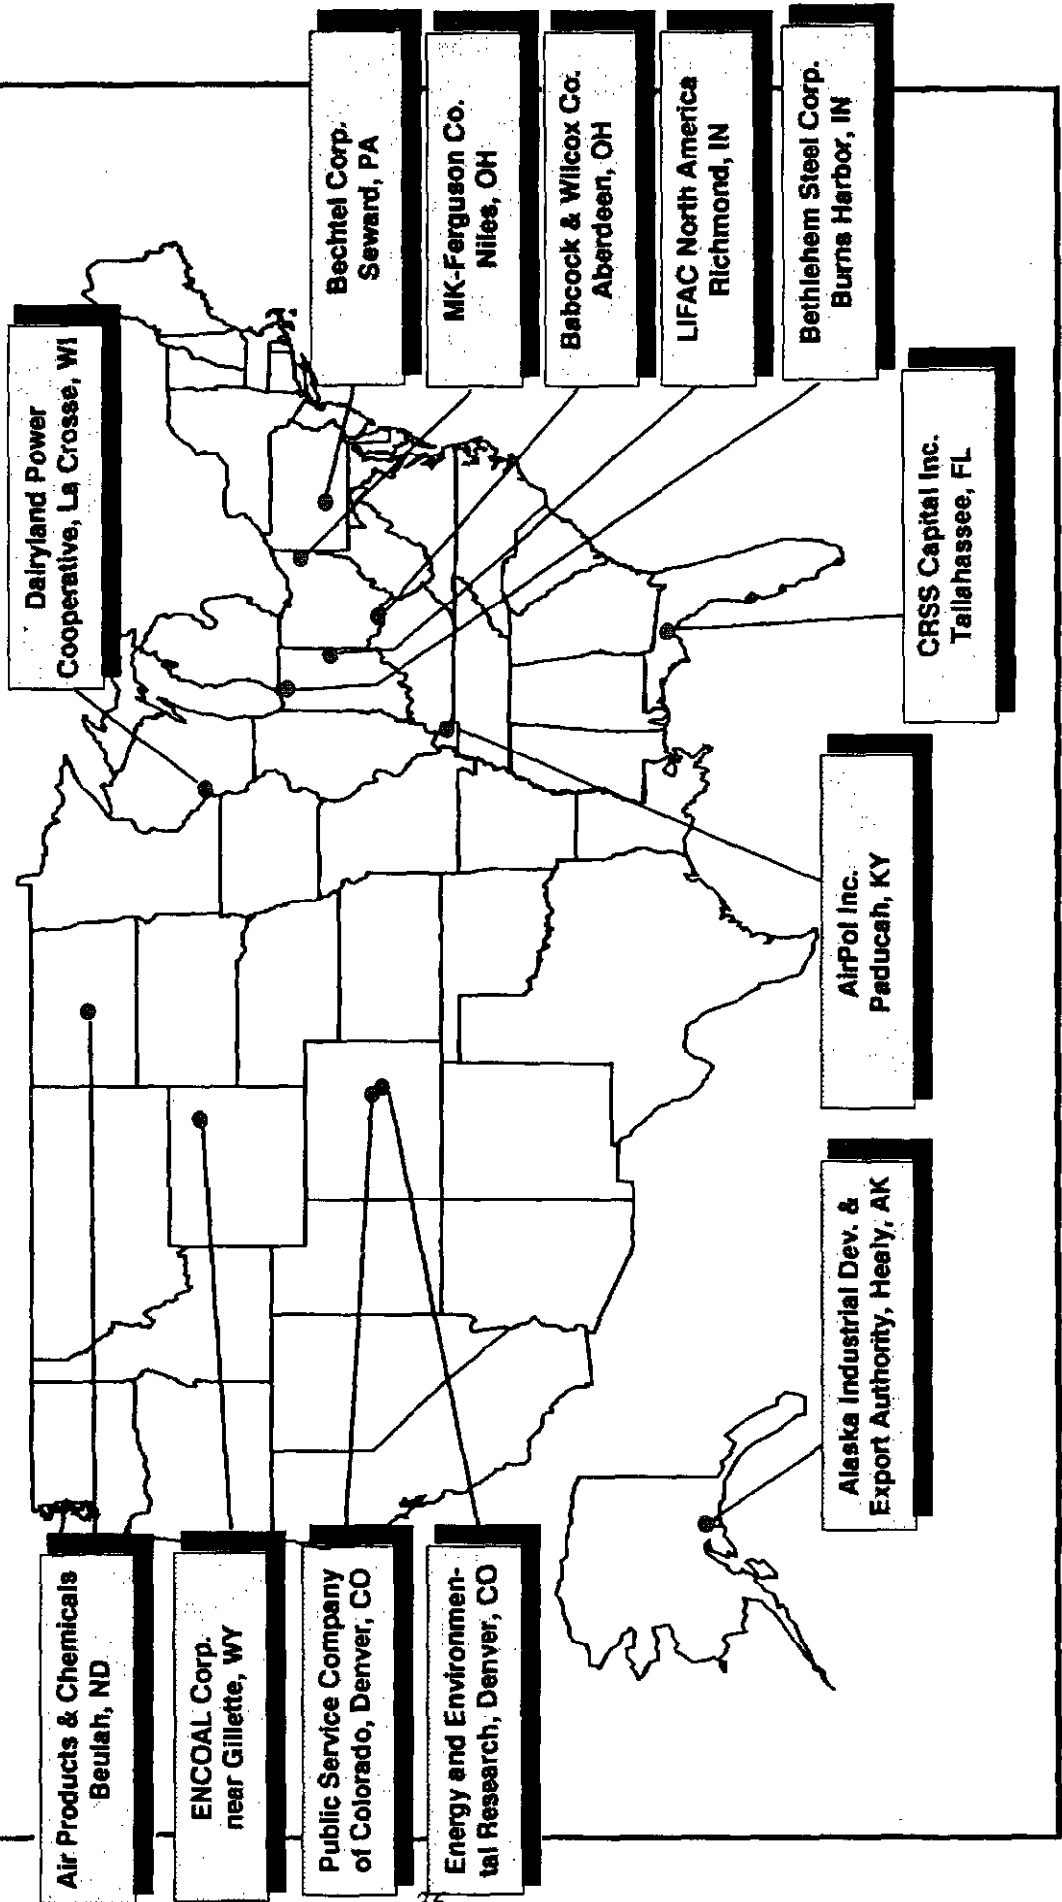 Dairyland Power
Cooperative, La Crosse, WI
Air Products & Chemicals
Beulah, ND
ENCOAL Corp.
near Gillette, WY
Public Service Company
of Colorado, Denver, CO
Energy and Environmen-
tal Research, Denver, CO
Bechtel Corp.
Seward, PA
MK-Ferguson Co.
Niles, OH
Babcock & Wilcox Co.
Aberdeen, OH
LIFAC North America
Richmond, IN
Bethlehem Steel Corp.
Burns Harbor, IN
Alaska Industrial Dev. &
Export Authority, Healy, AK
AirPol Inc.
Paducah, KY
CRSS Capital Inc.
Tallahassee, FL